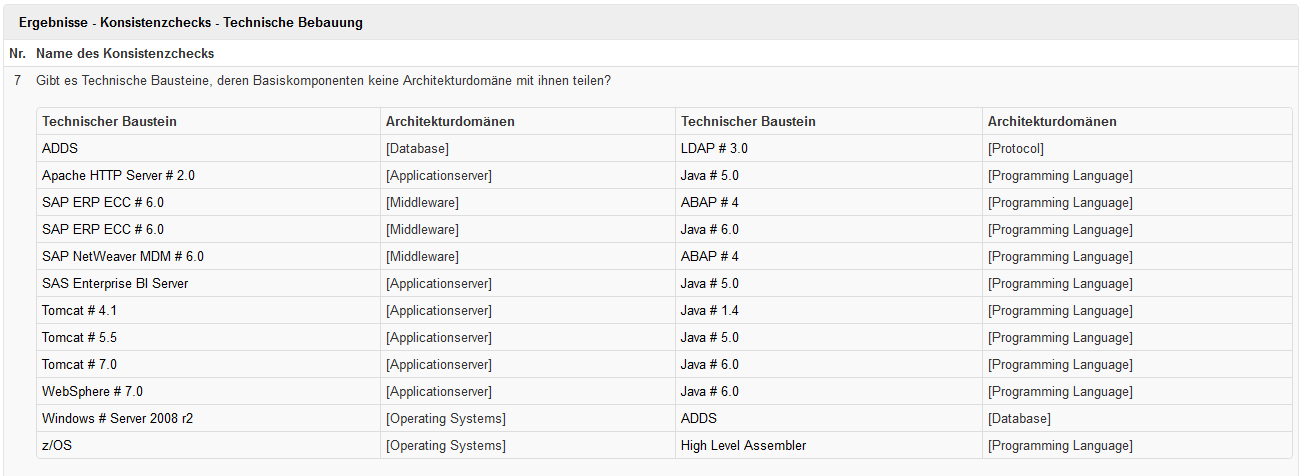 Ergebnisse - Konsistenzchecks - Technische Bebauung
Nr. Name des Konsistenzchecks
7 Gibt es Technische Bausteine, deren Basiskomponenten keine Architekturdomäne mit ihnen teilen?
Technischer Baustein Architekturdomänen Technischer Baustein Architekturdomänen
ADDS [Database] LDAP # 3.0 [Protocol]
Apache HTTP Server # 2.0 [Applicationserver] Java # 5.0 [Programming Language]
SAP ERP ECC # 6.0 [Middleware] ABAP # 4 [Programming Language]
SAP ERP ECC # 6.0 [Middleware] Java # 6.0 [Programming Language]
SAP NetWeaver MDM # 6.0 [Middleware] ABAP # 4 [Programming Language]
SAS Enterprise BI Server [Applicationserver] Java # 5.0 [Programming Language]
Tomcat # 4.1 [Applicationserver] Java # 1.4 [Programming Language]
Tomcat # 5.5 [Applicationserver] Java # 5.0 [Programming Language]
Tomcat # 7.0 [Applicationserver] Java # 6.0 [Programming Language]
WebSphere # 7.0 [Applicationserver] Java # 6.0 [Programming Language]
Windows # Server 2008 r2 [Operating Systems] ADDS [Database]
z/OS [Operating Systems] High Level Assembler [Programming Language]